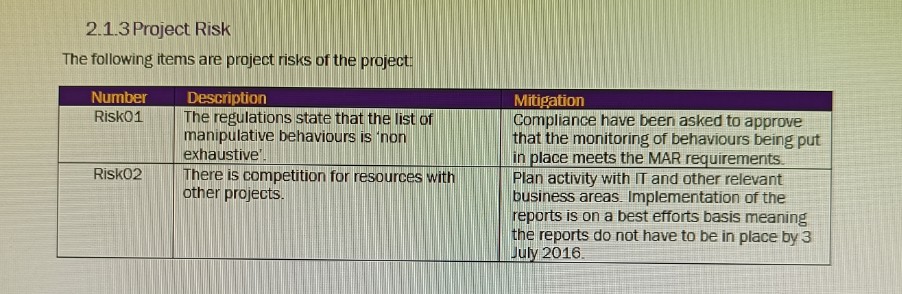 2.1.3 Project Risk
The following items are project risks of the project:
Number Description Mitigation
Risk01 The regulations state that the list of manipulative behaviours is 'non exhaustive'. Compliance have been asked to approve that the monitoring of behaviours being put in place meets the MAR requirements.
Risk02 There is competition for resources with other projects. Plan activity with IT and other relevant business areas. Implementation of the reports is on a best efforts basis meaning the reports do not have to be in place by 3 July 2016.